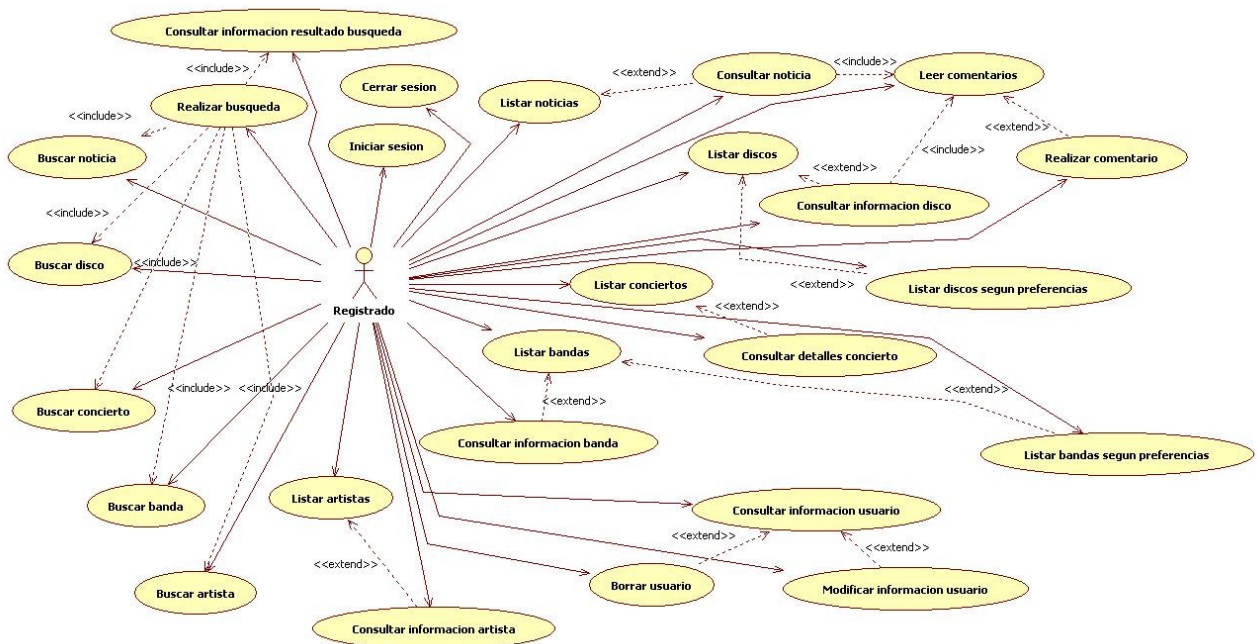 Consultar informacion resultado busqueda
<<include>>
Realizar busqueda
<<include>>
Buscar noticia
Cerrar sesion
Iniciar sesion
Listar noticias
<<extend>>
Consultar noticia
<<include>>
Leer comentarios
<<extend>>
<<include>>
Realizar comentario
Listar discos
<<extend>>
Consultar informacion disco
<<include>>
Buscar disco
<<include>>
Registrado
Listar conciertos
<<extend>>
Listar discos segun preferencias
<<extend>>
Consultar detalles concierto
Listar bandas
<<extend>>
<<extend>>
Consultar informacion banda
Listar bandas segun preferencias
<<include>>
<<include>>
Buscar concierto
Buscar banda
Listar artistas
<<extend>>
Consultar informacion usuario
<<extend>>
<<extend>>
Buscar artista
Borrar usuario
Modificar informacion usuario
Consultar informacion artista